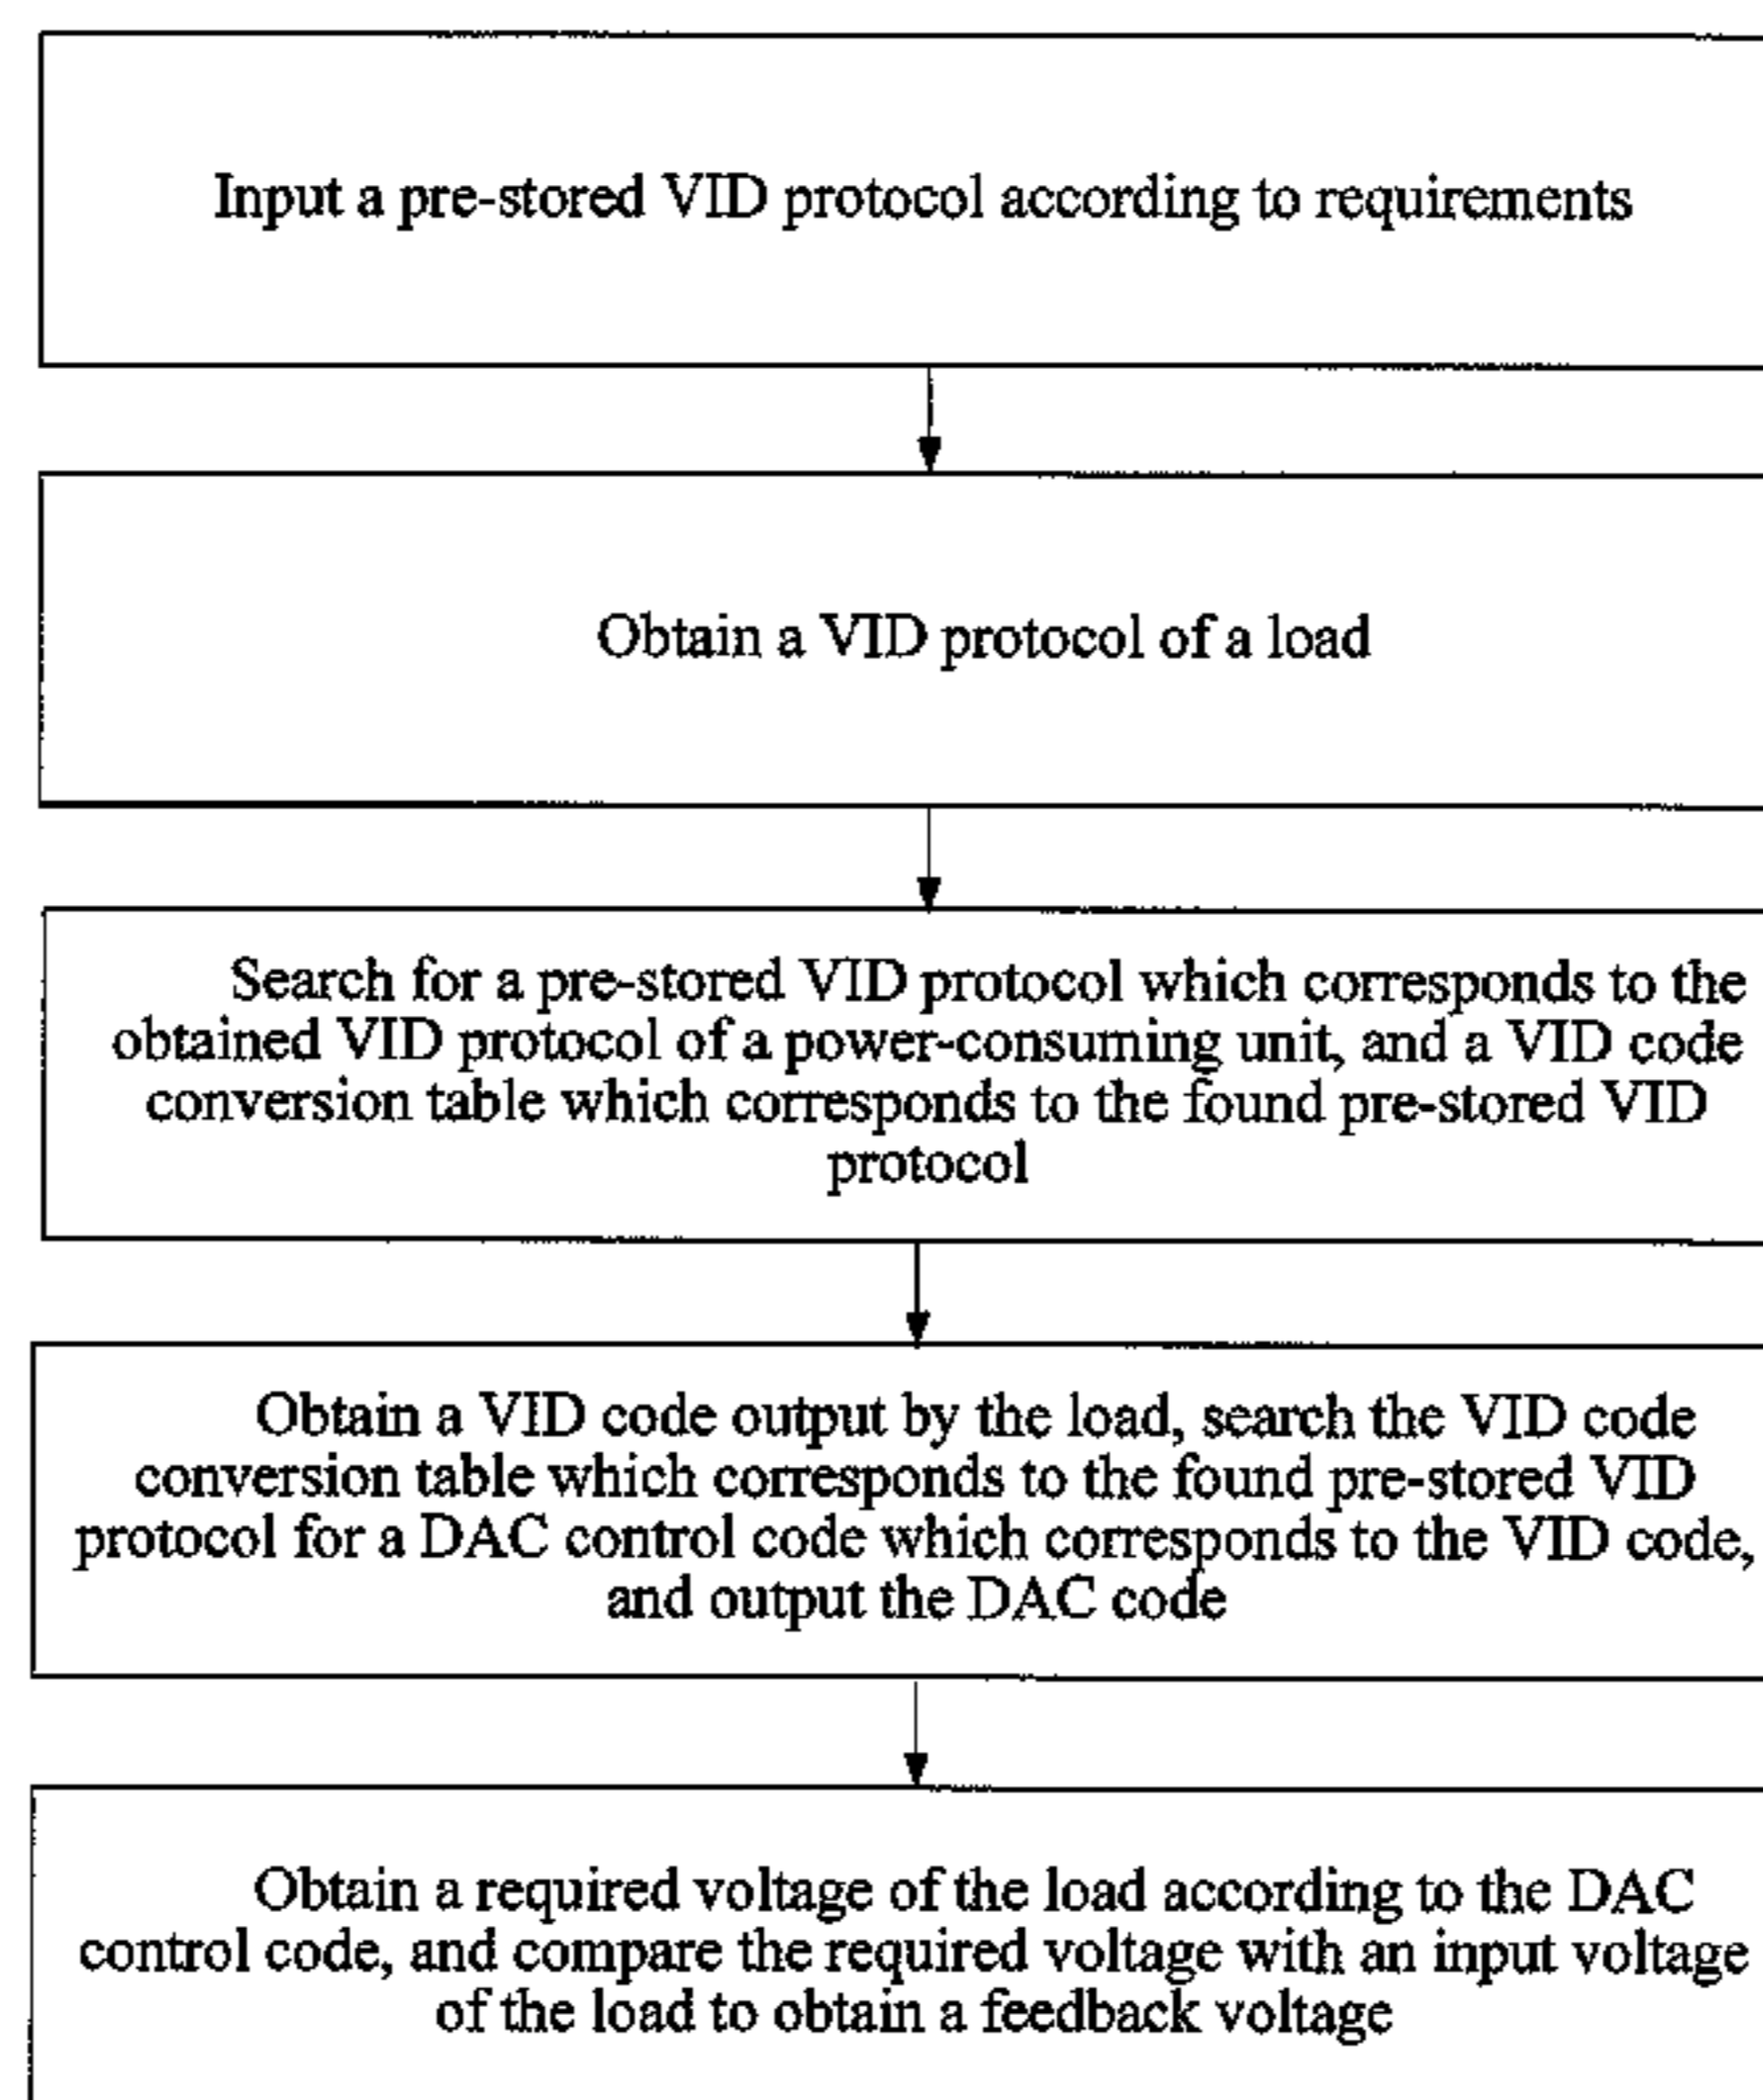 Input a pre-stored VID protocol according to requirements
Obtain a VID protocol of a load
Search for a pre-stored VID protocol which corresponds to the
obtained VID protocol of a power-consuming unit, and a VID code
conversion table which corresponds to the found pre-stored VID
protocol
Obtain a VID code output by the load, search the VID code
conversion table which corresponds to the found pre-stored VID
protocol for a DAC control code which corresponds to the VID code,
and output the DAC code
Obtain a required voltage of the load according to the DAC
control code, and compare the required voltage with an input voltage
of the load to obtain a feedback voltage